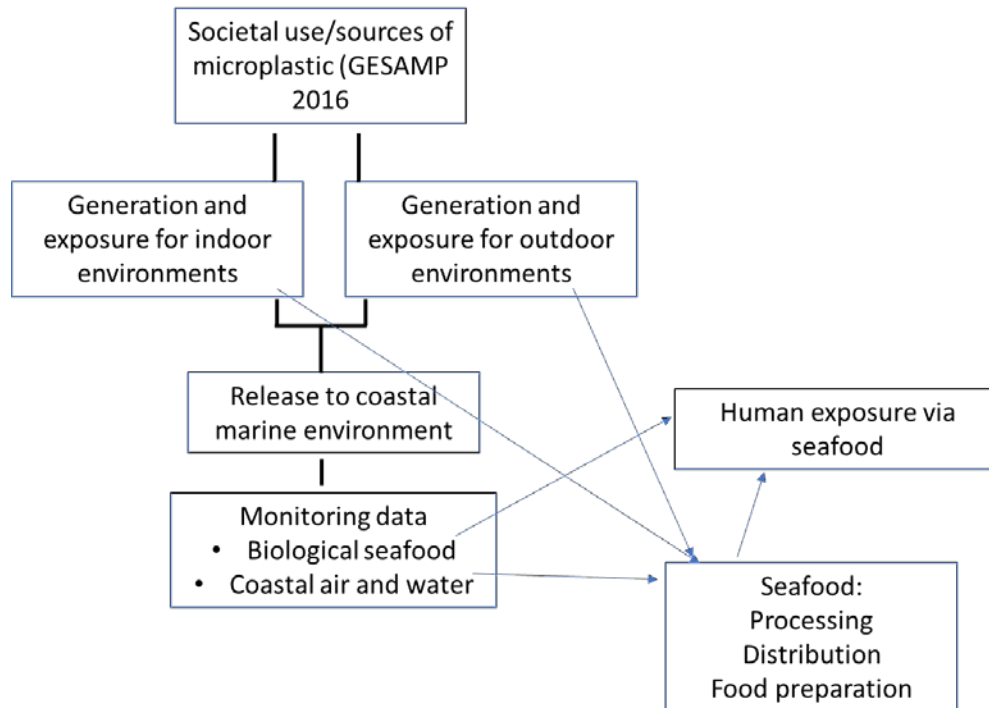 Societal use/sources of
microplastic (GESAMP
2016
Generation and
exposure for indoor
environments
Generation and
exposure for outdoor
environments
Release to coastal
marine environment
Human exposure via
seafood
Monitoring data
• Biological seafood
• Coastal air and water
Seafood:
Processing
Distribution
Food preparation